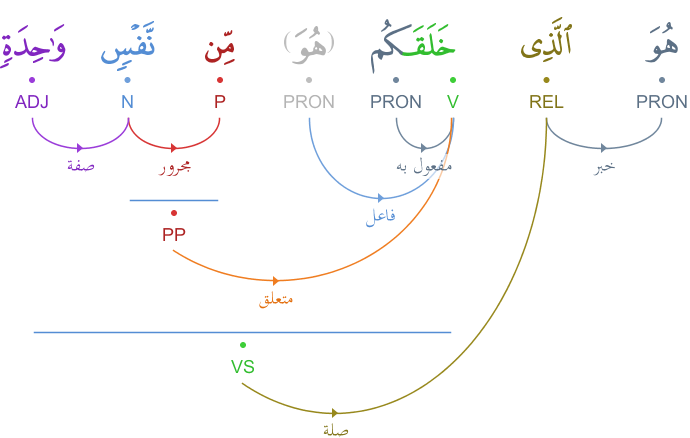 هُوَ ٱلَّذِى خَلَقَكُم (هُوَ) مِّن نَّفْسٍ وَٰحِدَةٍ
PRON REL V PRON PRON P N ADJ
خبر مفعول به مجرور صفة
فاعل
PP
متعلق
VS
صلة